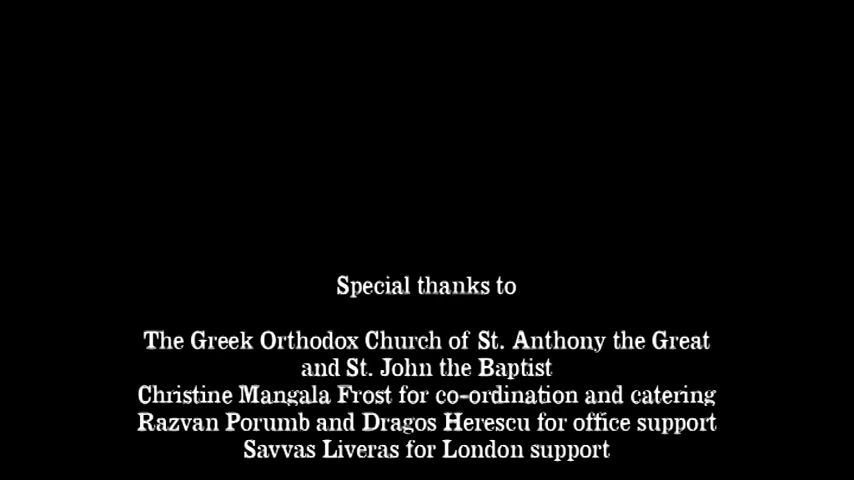 Special thanks to
The Greek Orthodox Church of St. Anthony the Great
and St. John the Baptist
Christine Mangala Frost for co-ordination and catering
Razvan Porumb and Dragos Herescu for office support
Savvas Liveras for London support